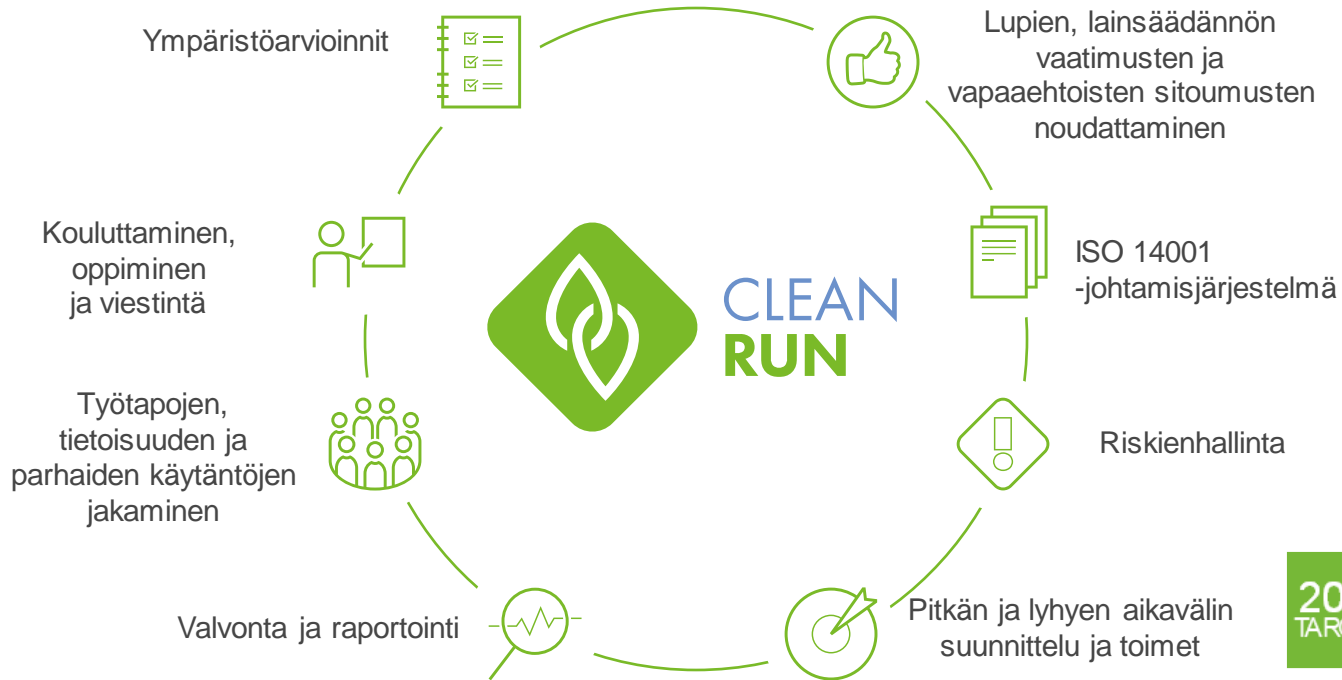 Ympäristöarvioinnit
Lupien, lainsäädännön
vaatimusten ja
vapaaehtoisten sitoumusten
noudattaminen
Kouluttaminen,
oppiminen
ja viestintä
ISO 14001
-johtamisjärjestelmä
CLEAN
RUN
Työtapojen,
tietoisuuden ja
parhaiden käytäntöjen
jakaminen
Riskienhallinta
Valvonta ja raportointi
Pitkän ja lyhyen aikavälin
suunnittelu ja toimet